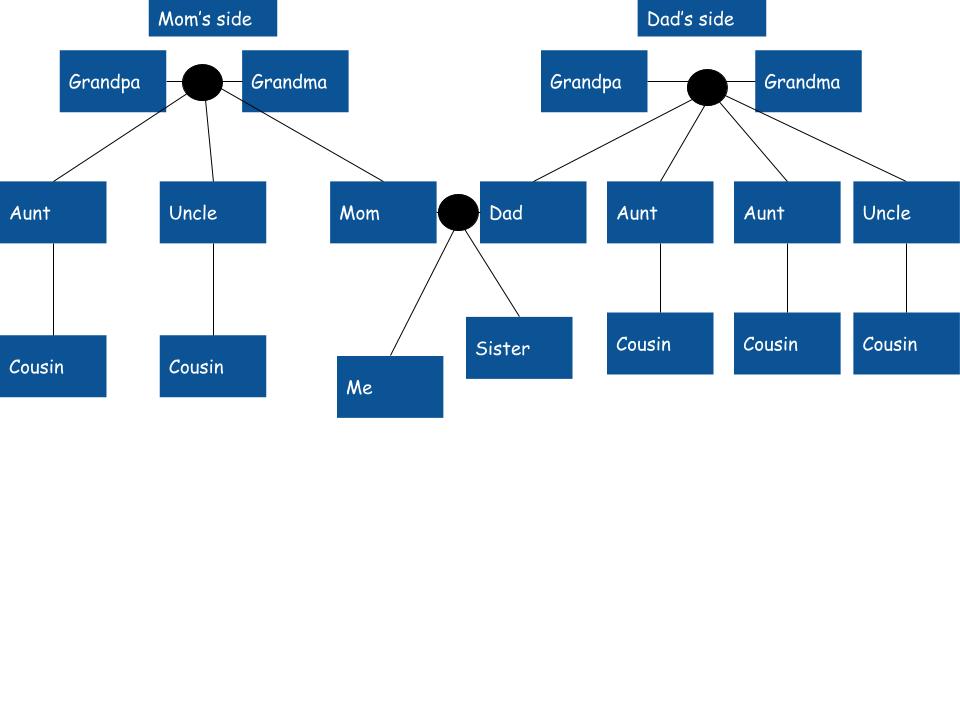 Mom's side
Dad's side
Grandpa
Grandma
Grandpa
Grandma
Aunt
Uncle
Mom
Dad
Aunt
Aunt
Uncle
Cousin
Cousin
Me
Sister
Cousin
Cousin
Cousin